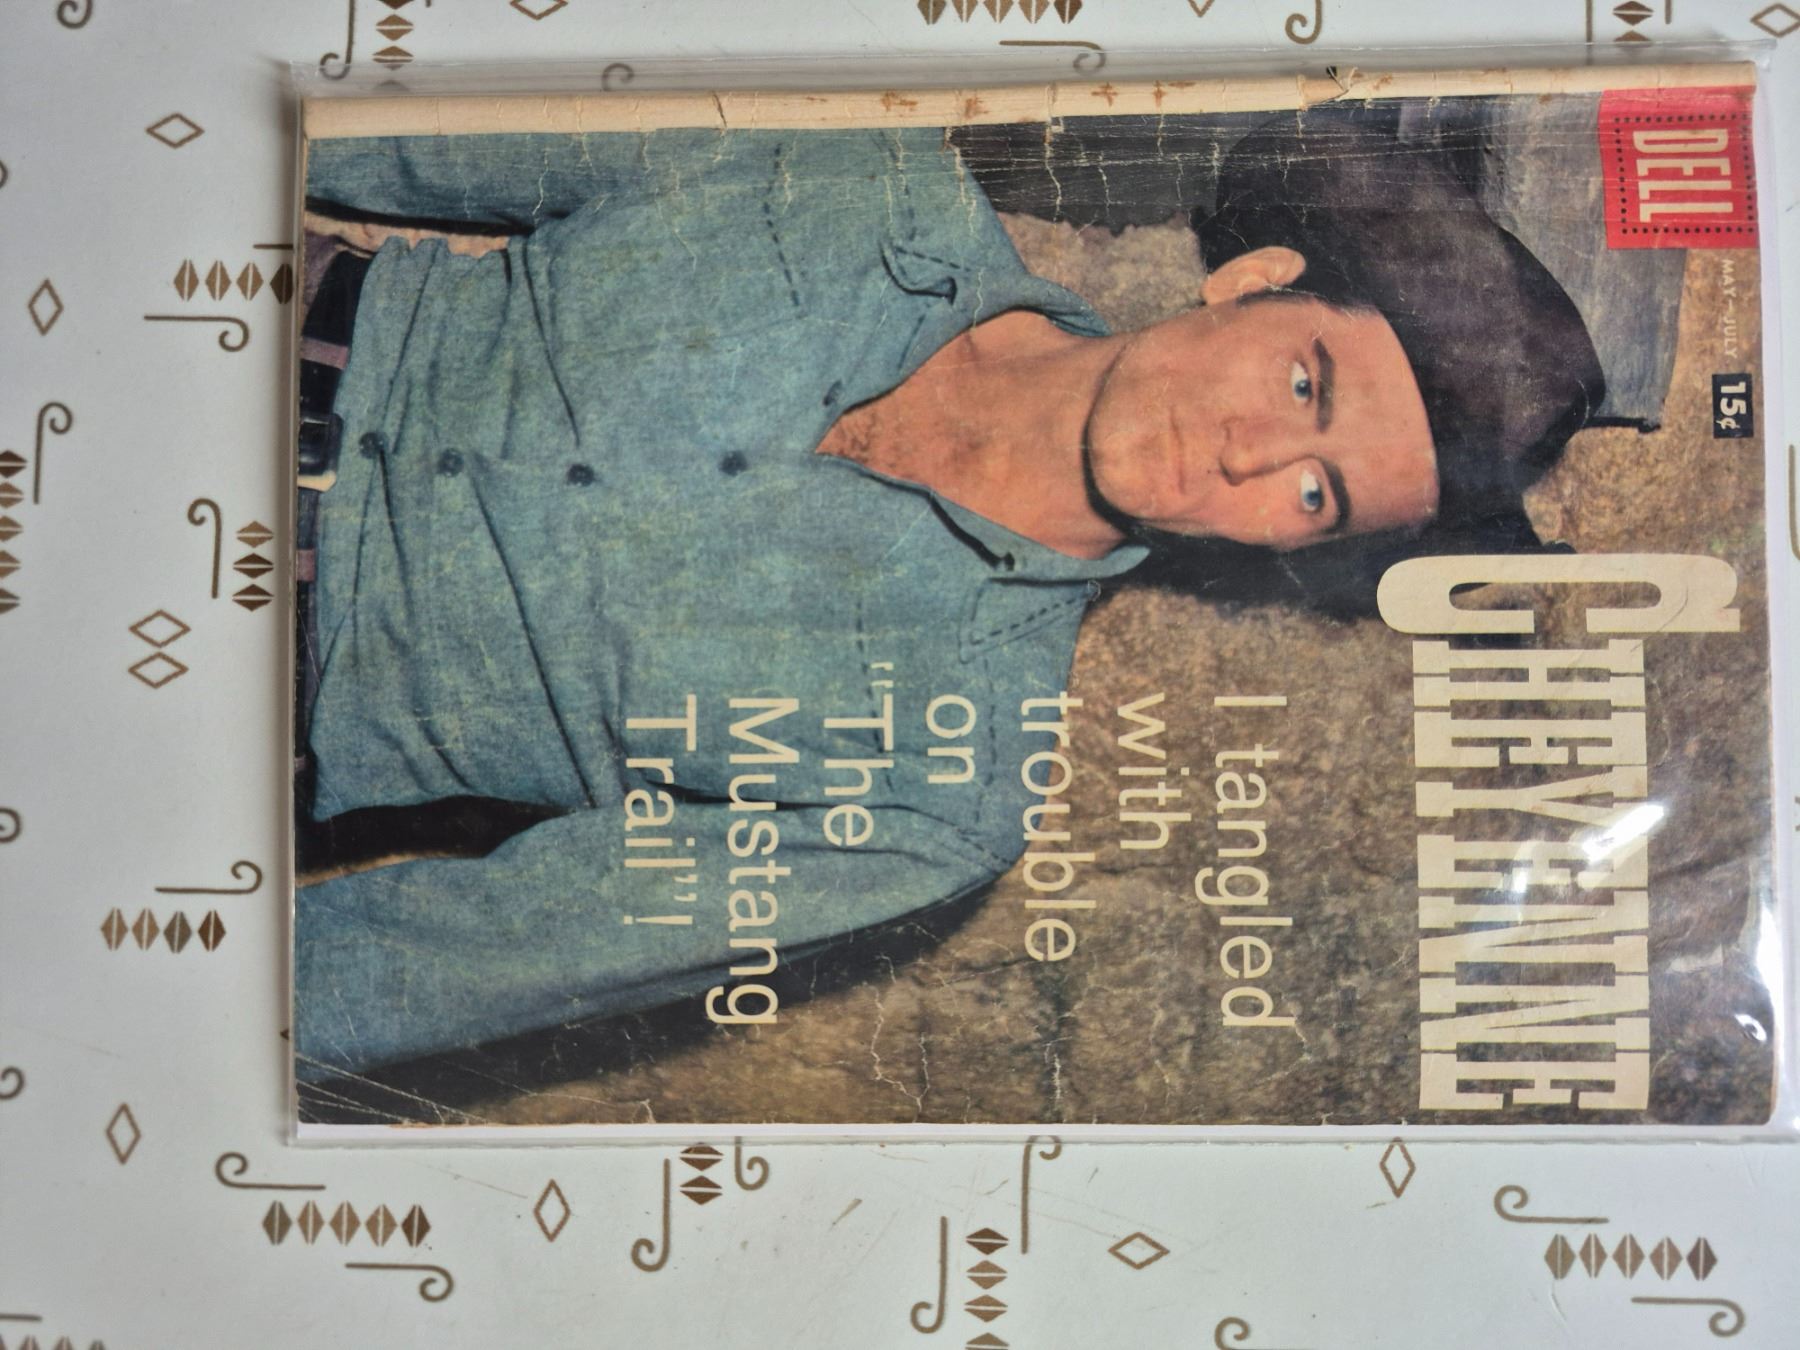 DELL
MAY-JULY 15¢
CHEYENNE
I tangled
with
trouble
on
"The
Mustang
Trail"!